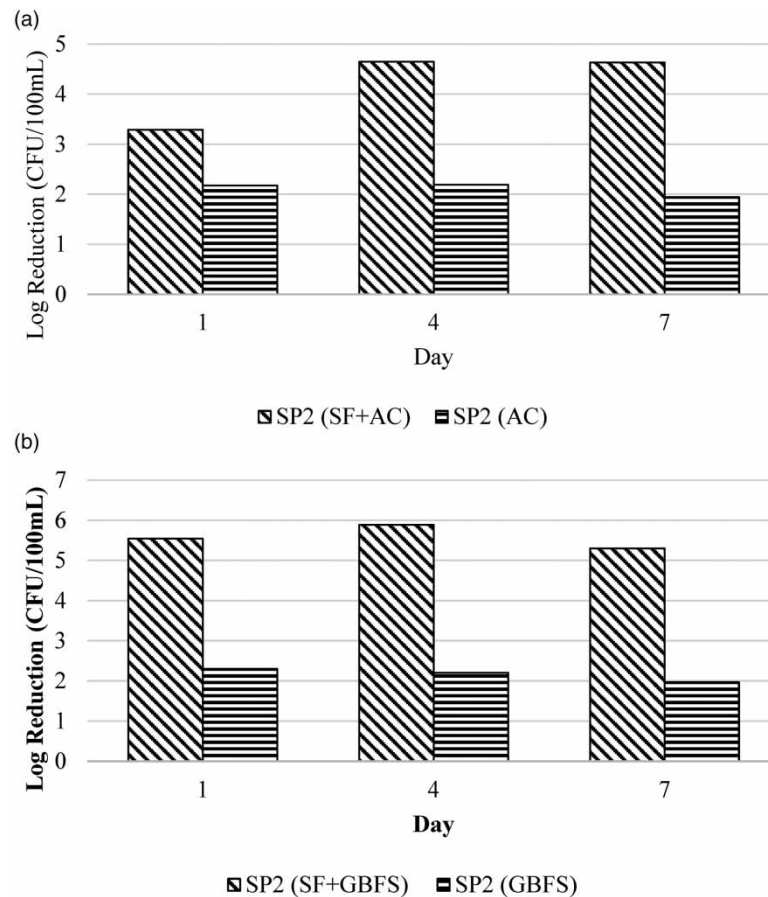 (a)
Log Reduction (CFU/100mL)
5
4
3
2
1
0
1 4 7
Day
SP2 (SF+AC) SP2 (AC)
(b)
Log Reduction (CFU/100mL)
7
6
5
4
3
2
1
0
1 4 7
Day
SP2 (SF+GBFS) SP2 (GBFS)